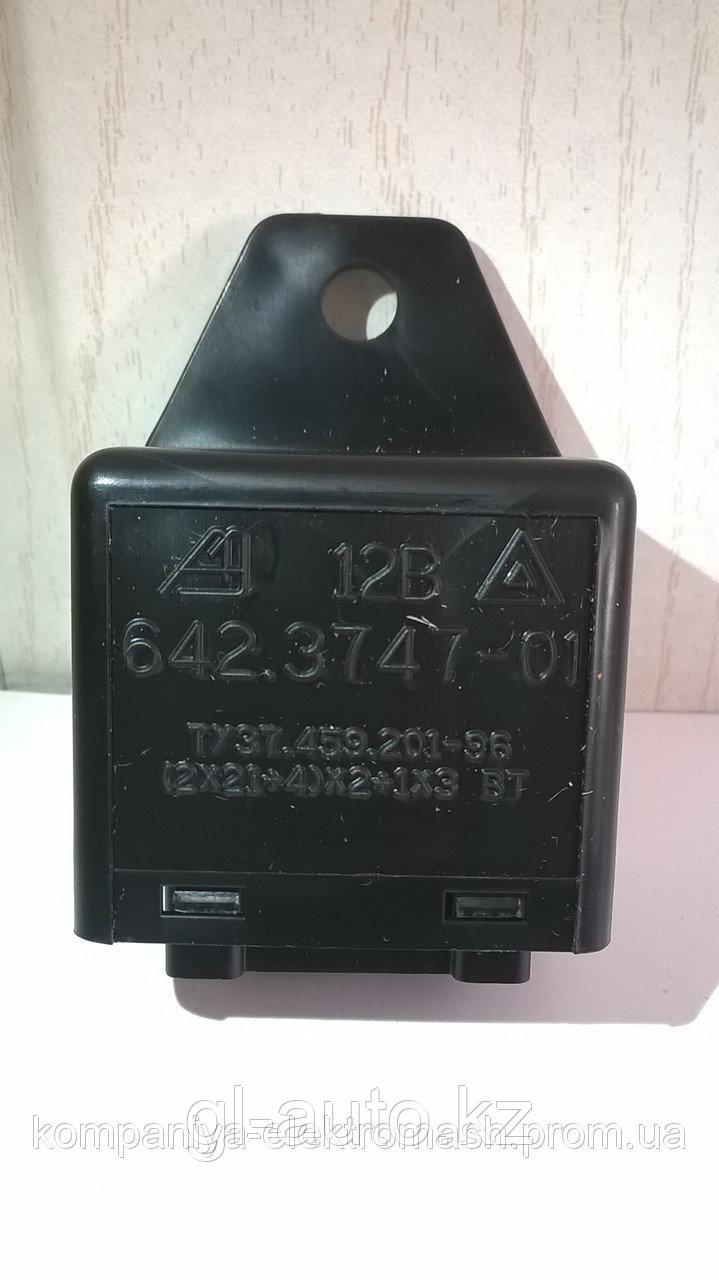 12В
642.3747-01
ТУ37.459.201-96
(2Х21+4)Х2+1Х3 ВТ
gl-auto.kz
kompaniya-elektromash.prom.ua